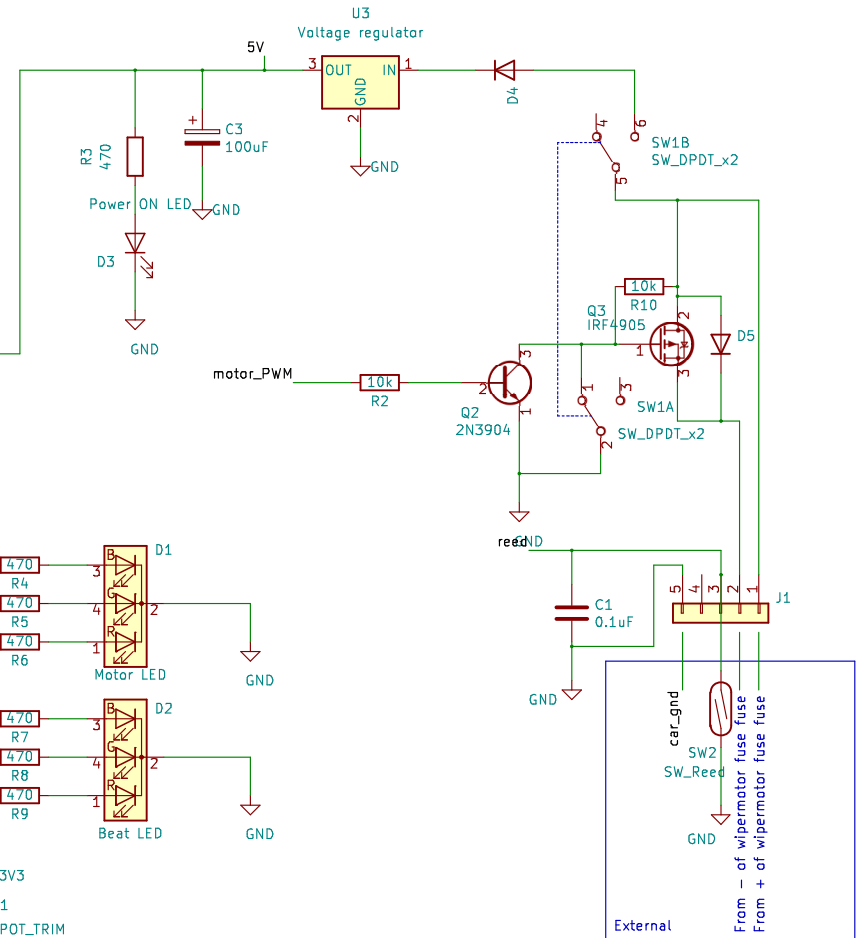 U3
Voltage regulator
5V
3 OUT IN 1
GND
2
D4
4
6
SW1B
SW_DPDT_x2
5
+
C3
100uF
R3
470
GND
Power ON LED
GND
D3
GND
10k
R10
Q3
IRF4905
2
1
3
D5
motor_PWM
10k
R2
3
2
1
Q2
2N3904
1
3
SW1A
SW_DPDT_x2
2
GND
reed
470
R4
470
R5
470
R6
D1
B
3
G
4
2
R
1
Motor LED
GND
C1
0.1uF
GND
5 4 3 2 1
J1
470
R7
470
R8
470
R9
D2
B
3
G
4
2
R
1
Beat LED
GND
car_gnd
SW2
SW_Reed
GND
From - of wipermotor fuse fuse
From + of wipermotor fuse fuse
External
3V3
1
POT_TRIM